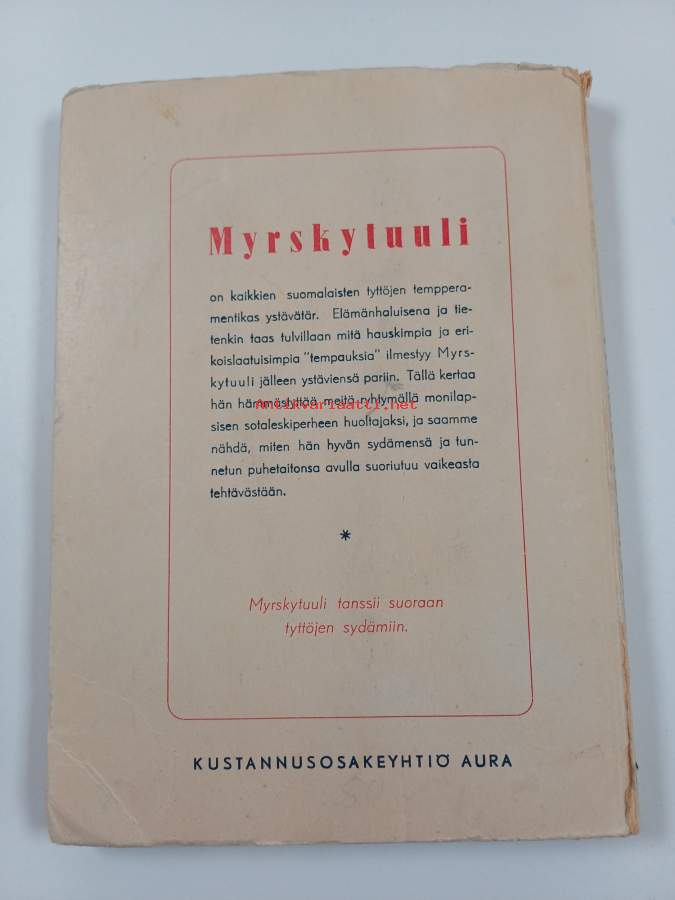 Myrskytuuli
on kaikkien suomalaisten tyttöjen tempera-
mentikas ystävätär. Elämänhaluisena ja tie-
tenkin taas tulvillaan mitä hauskimpia ja eri-
koislaatuisimpia "tempauksia" ilmestyy Myrs-
kytuuli jälleen ystäviensä pariin. Tällä kertaa
hän hämmästyttää meitä ryhtymällä monilap-
Antikvariaatti.net
sisen sotaleskiperheen huoltajaksi, ja saamme
nähdä, miten hän hyvän sydämensä ja tun-
netun puhetaitonsa avulla suoriutuu vaikeasta
tehtävästään.
*
Myrskytuuli tanssii suoraan
tyttöjen sydämiin.
KUSTANNUSOSAKEYHTIÖ AURA